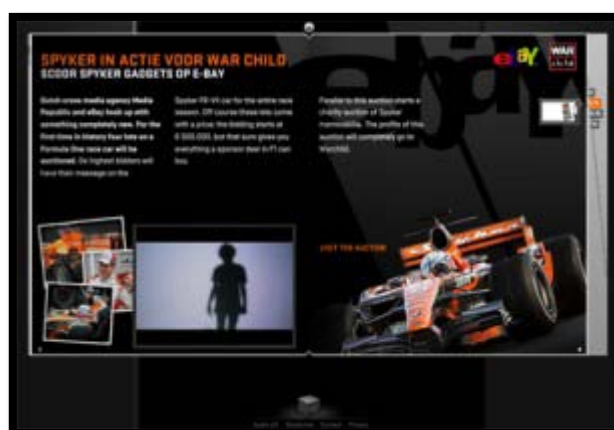 SPYKER IN ACTIE VOOR WAR CHILD
SCOOR SPYKER GADGETS OP E-BAY
ebay
WAR
child
Dutch cross media agency Media
Republic and eBay hook up with
something completely new. For the
first time in history four lots on a
Formula One race car will be
auctioned. De highest bidders will
have their message on the
Spyker F8-VII car for the entire race
season. Off course these lots come
with a price: the bidding starts at
but that sure gives you
everything a sponsor deal in F1 can
buy.
Parallel to this auction starts a
charity auction of Spyker
memorabilia. The profits of this
auction will completely go to
Warchild.
VISIT THE AUCTION